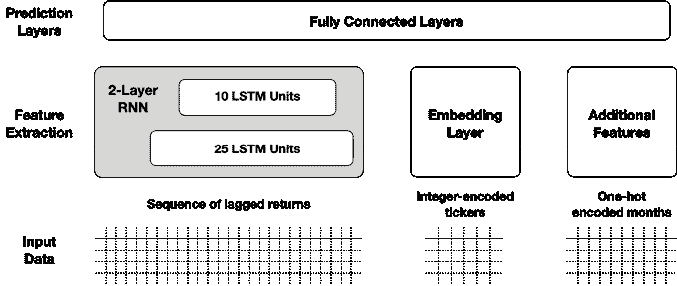 Prediction
Layers
Fully Connected Layers
Feature
Extraction
2-Layer
RNN
10 LSTM Units
25 LSTM Units
Embedding
Layer
Additional
Features
Sequence of lagged returns
Integer-encoded
tickers
One-hot
encoded months
Input
Data